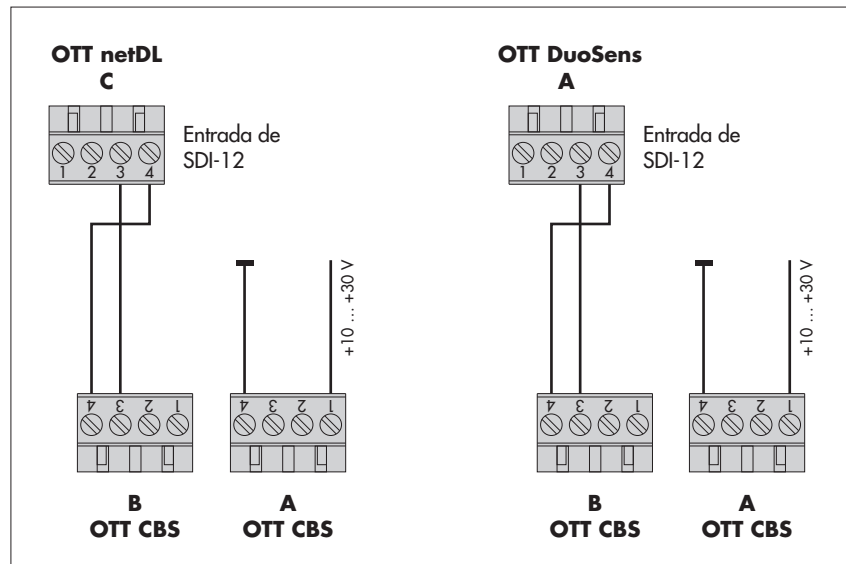 OTT netDL
C
Entrada de
SDI-12
1 2 3 4
+10 ... +30 V
4 3 2 1
4 3 2 1
B
OTT CBS
A
OTT CBS
OTT DuoSens
A
Entrada de
SDI-12
1 2 3 4
+10 ... +30 V
4 3 2 1
4 3 2 1
B
OTT CBS
A
OTT CBS